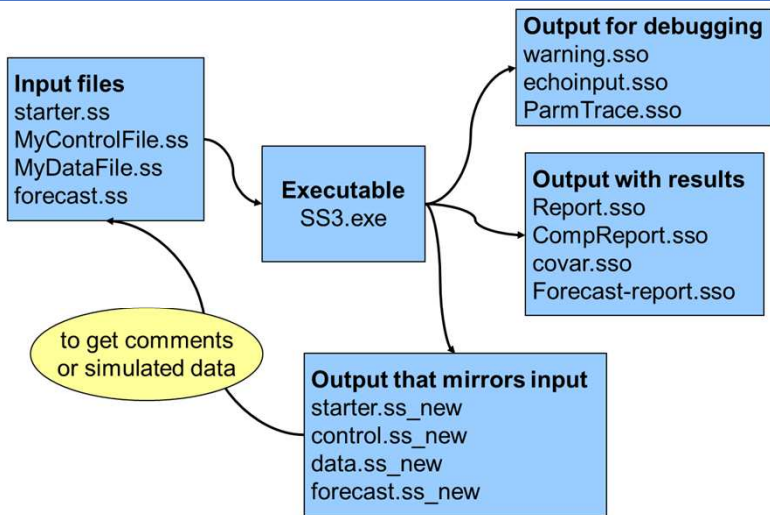 Input files
starter.ss
MyControlFile.ss
MyDataFile.ss
forecast.ss
Executable
SS3.exe
Output for debugging
warning.sso
echoinput.sso
ParmTrace.sso
Output with results
Report.sso
CompReport.sso
covar.sso
Forecast-report.sso
to get comments
or simulated data
Output that mirrors input
starter.ss_new
control.ss_new
data.ss_new
forecast.ss_new